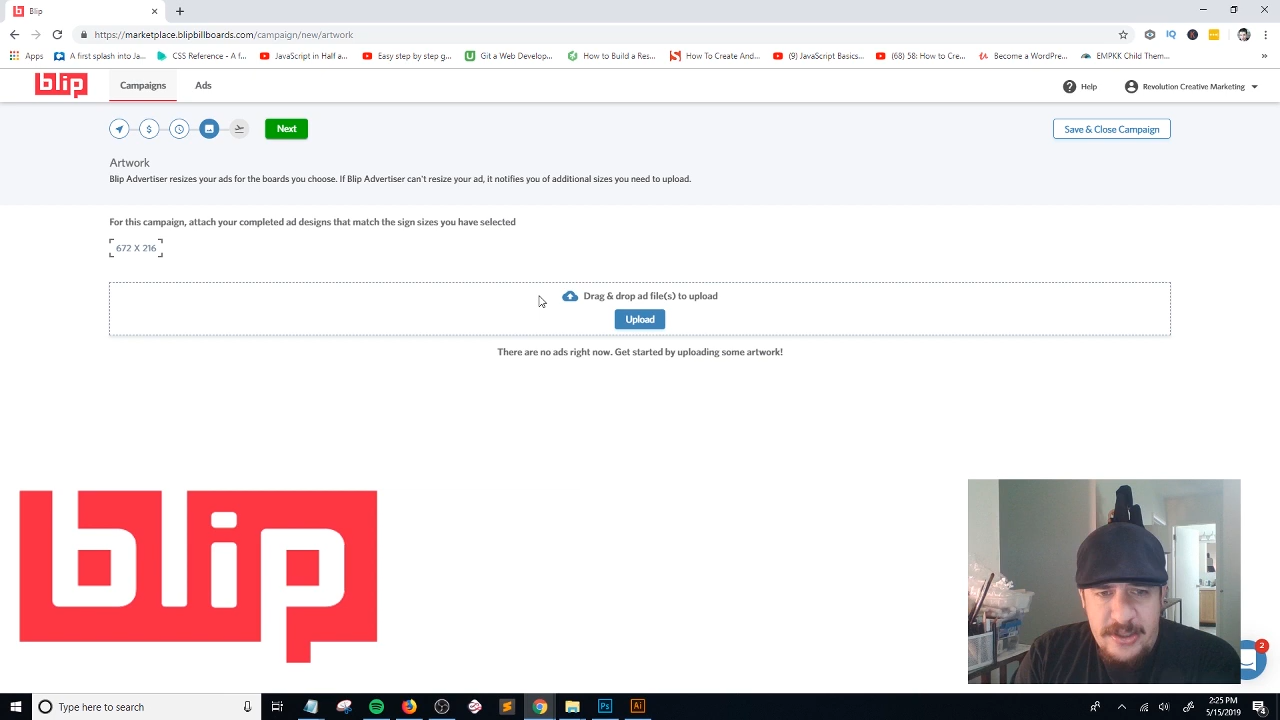 Blip
https://marketplace.blipbillboards.com/campaign/new/artwork
IQ
Apps
A first splash in Ja...
CSS Reference - A f...
JavaScript in Half a...
Easy step by step g...
Git a Web Develop...
How to Build a Res...
How To Create And...
(9) JavaScript Basics...
(68) 58: How to Cre...
Become a WordPre...
EMPKK Child Them...
»
blip
Campaigns
Ads
Help
Revolution Creative Marketing
$
Next
Save & Close Campaign
Artwork
Blip Advertiser resizes your ads for the boards you choose. If Blip Advertiser can't resize your ad, it notifies you of additional sizes you need to upload.
For this campaign, attach your completed ad designs that match the sign sizes you have selected
672 X 216
Drag & drop ad file(s) to upload
Upload
There are no ads right now. Get started by uploading some artwork!
blip
2
Type here to search
Ps
Ai
2:25 PM
5/15/2019